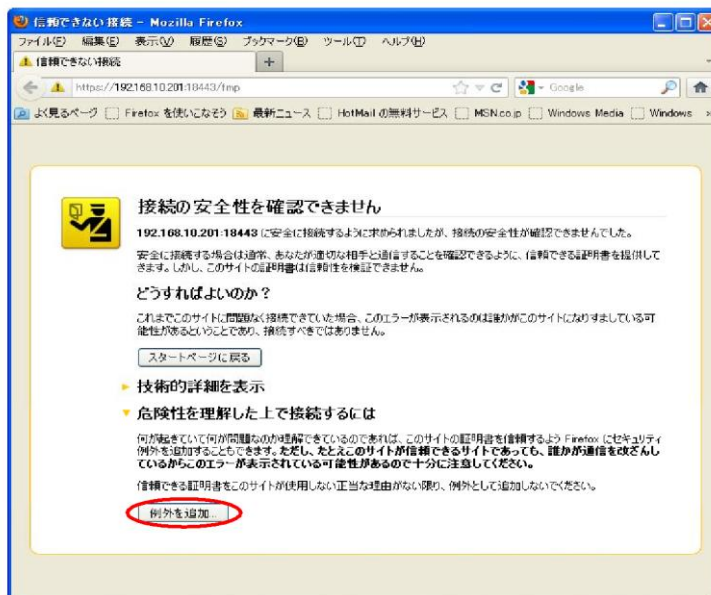 信頼できない接続 - Mozilla Firefox
ファイル(F) 編集(E) 表示(V) 履歴(S) ブックマーク(B) ツール(T) ヘルプ(H)
信頼できない接続
https://192.168.10.201:18443/fmp
Google
よく見るページ Firefox を使いこなそう 最新ニュース HotMail の無料サービス MSN.co.jp Windows Media Windows
接続の安全性を確認できません
192.168.10.201:18443 に安全に接続するように求められましたが、接続の安全性が確認できませんでした。
安全に接続する場合は通常、あなたが適切な相手と通信することを確認できるように、信頼できる証明書を提供して
きます。しかし、このサイトの証明書は信頼性を検証できません。
どうすればよいのか？
これまでこのサイトに問題なく接続できていた場合、このエラーが表示されるのは誰かがこのサイトになりすましている可
能性があるということであり、接続すべきではありません。
スタートページに戻る
技術的詳細を表示
危険性を理解した上で接続するには
何が起きていて何が問題なのか理解できているのであれば、このサイトの証明書を信頼するよう Firefox にセキュリティ
例外を追加することもできます。ただし、たとえこのサイトが信頼できるサイトであっても、誰かが通信を改ざんし
ているからこのエラーが表示されている可能性があるので十分に注意してください。
信頼できる証明書をこのサイトが使用しない正当な理由がない限り、例外として追加しないでください。
例外を追加...